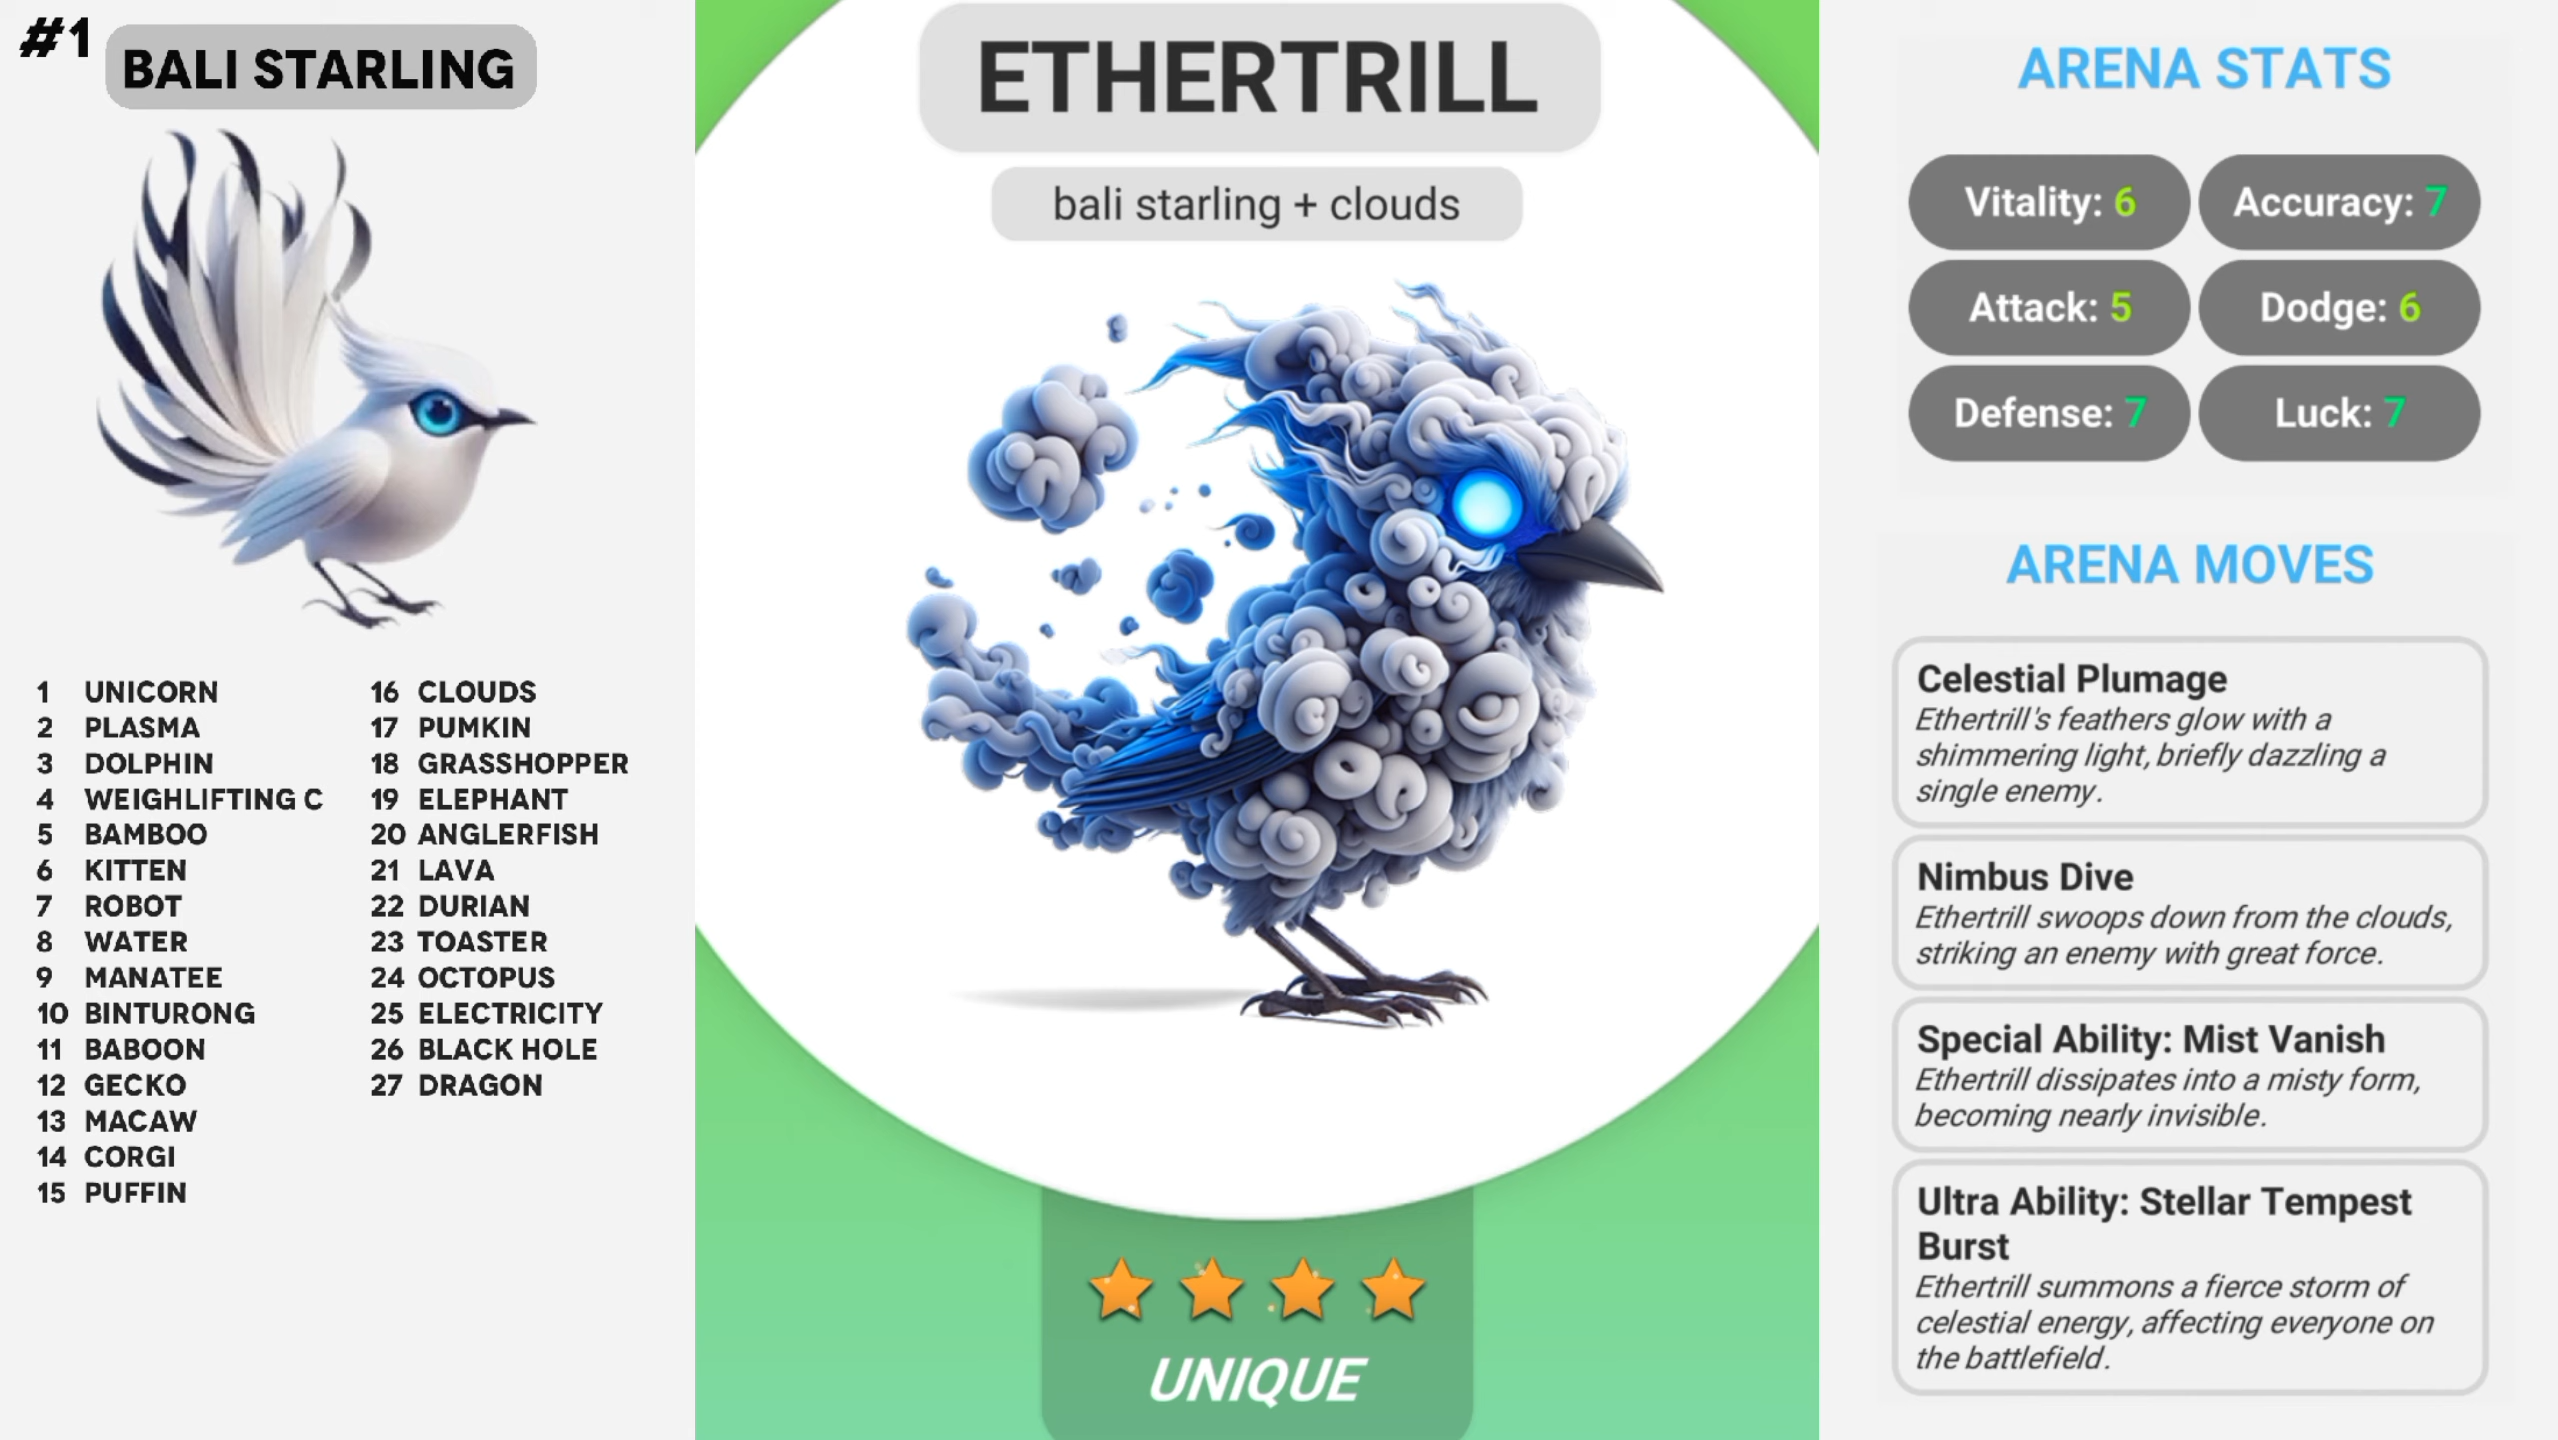 #1
BALI STARLING
1 UNICORN
2 PLASMA
3 DOLPHIN
4 WEIGHLIFTING C
5 BAMBOO
6 KITTEN
7 ROBOT
8 WATER
9 MANATEE
10 BINTURONG
11 BABOON
12 GECKO
13 MACAW
14 CORGI
15 PUFFIN
16 CLOUDS
17 PUMKIN
18 GRASSHOPPER
19 ELEPHANT
20 ANGLERFISH
21 LAVA
22 DURIAN
23 TOASTER
24 OCTOPUS
25 ELECTRICITY
26 BLACK HOLE
27 DRAGON
ETHERTRILL
bali starling + clouds
UNIQUE
ARENA STATS
Vitality: 6
Accuracy: 7
Attack: 5
Dodge: 6
Defense: 7
Luck: 7
ARENA MOVES
Celestial Plumage
Ethertrill's feathers glow with a
shimmering light, briefly dazzling a
single enemy.
Nimbus Dive
Ethertrill swoops down from the clouds,
striking an enemy with great force.
Special Ability: Mist Vanish
Ethertrill dissipates into a misty form,
becoming nearly invisible.
Ultra Ability: Stellar Tempest
Burst
Ethertrill summons a fierce storm of
celestial energy, affecting everyone on
the battlefield.